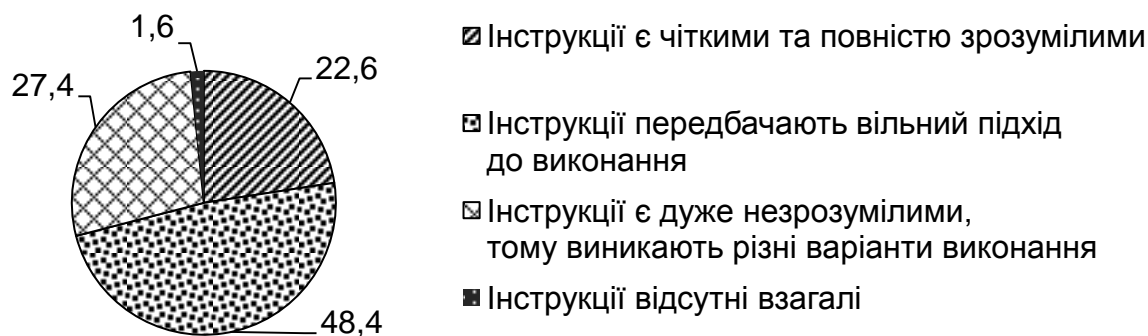 1,6
22,6
27,4
48,4
Інструкції є чіткими та повністю зрозумілими
Інструкції передбачають вільний підхід
до виконання
Інструкції є дуже незрозумілими,
тому виникають різні варіанти виконання
Інструкції відсутні взагалі